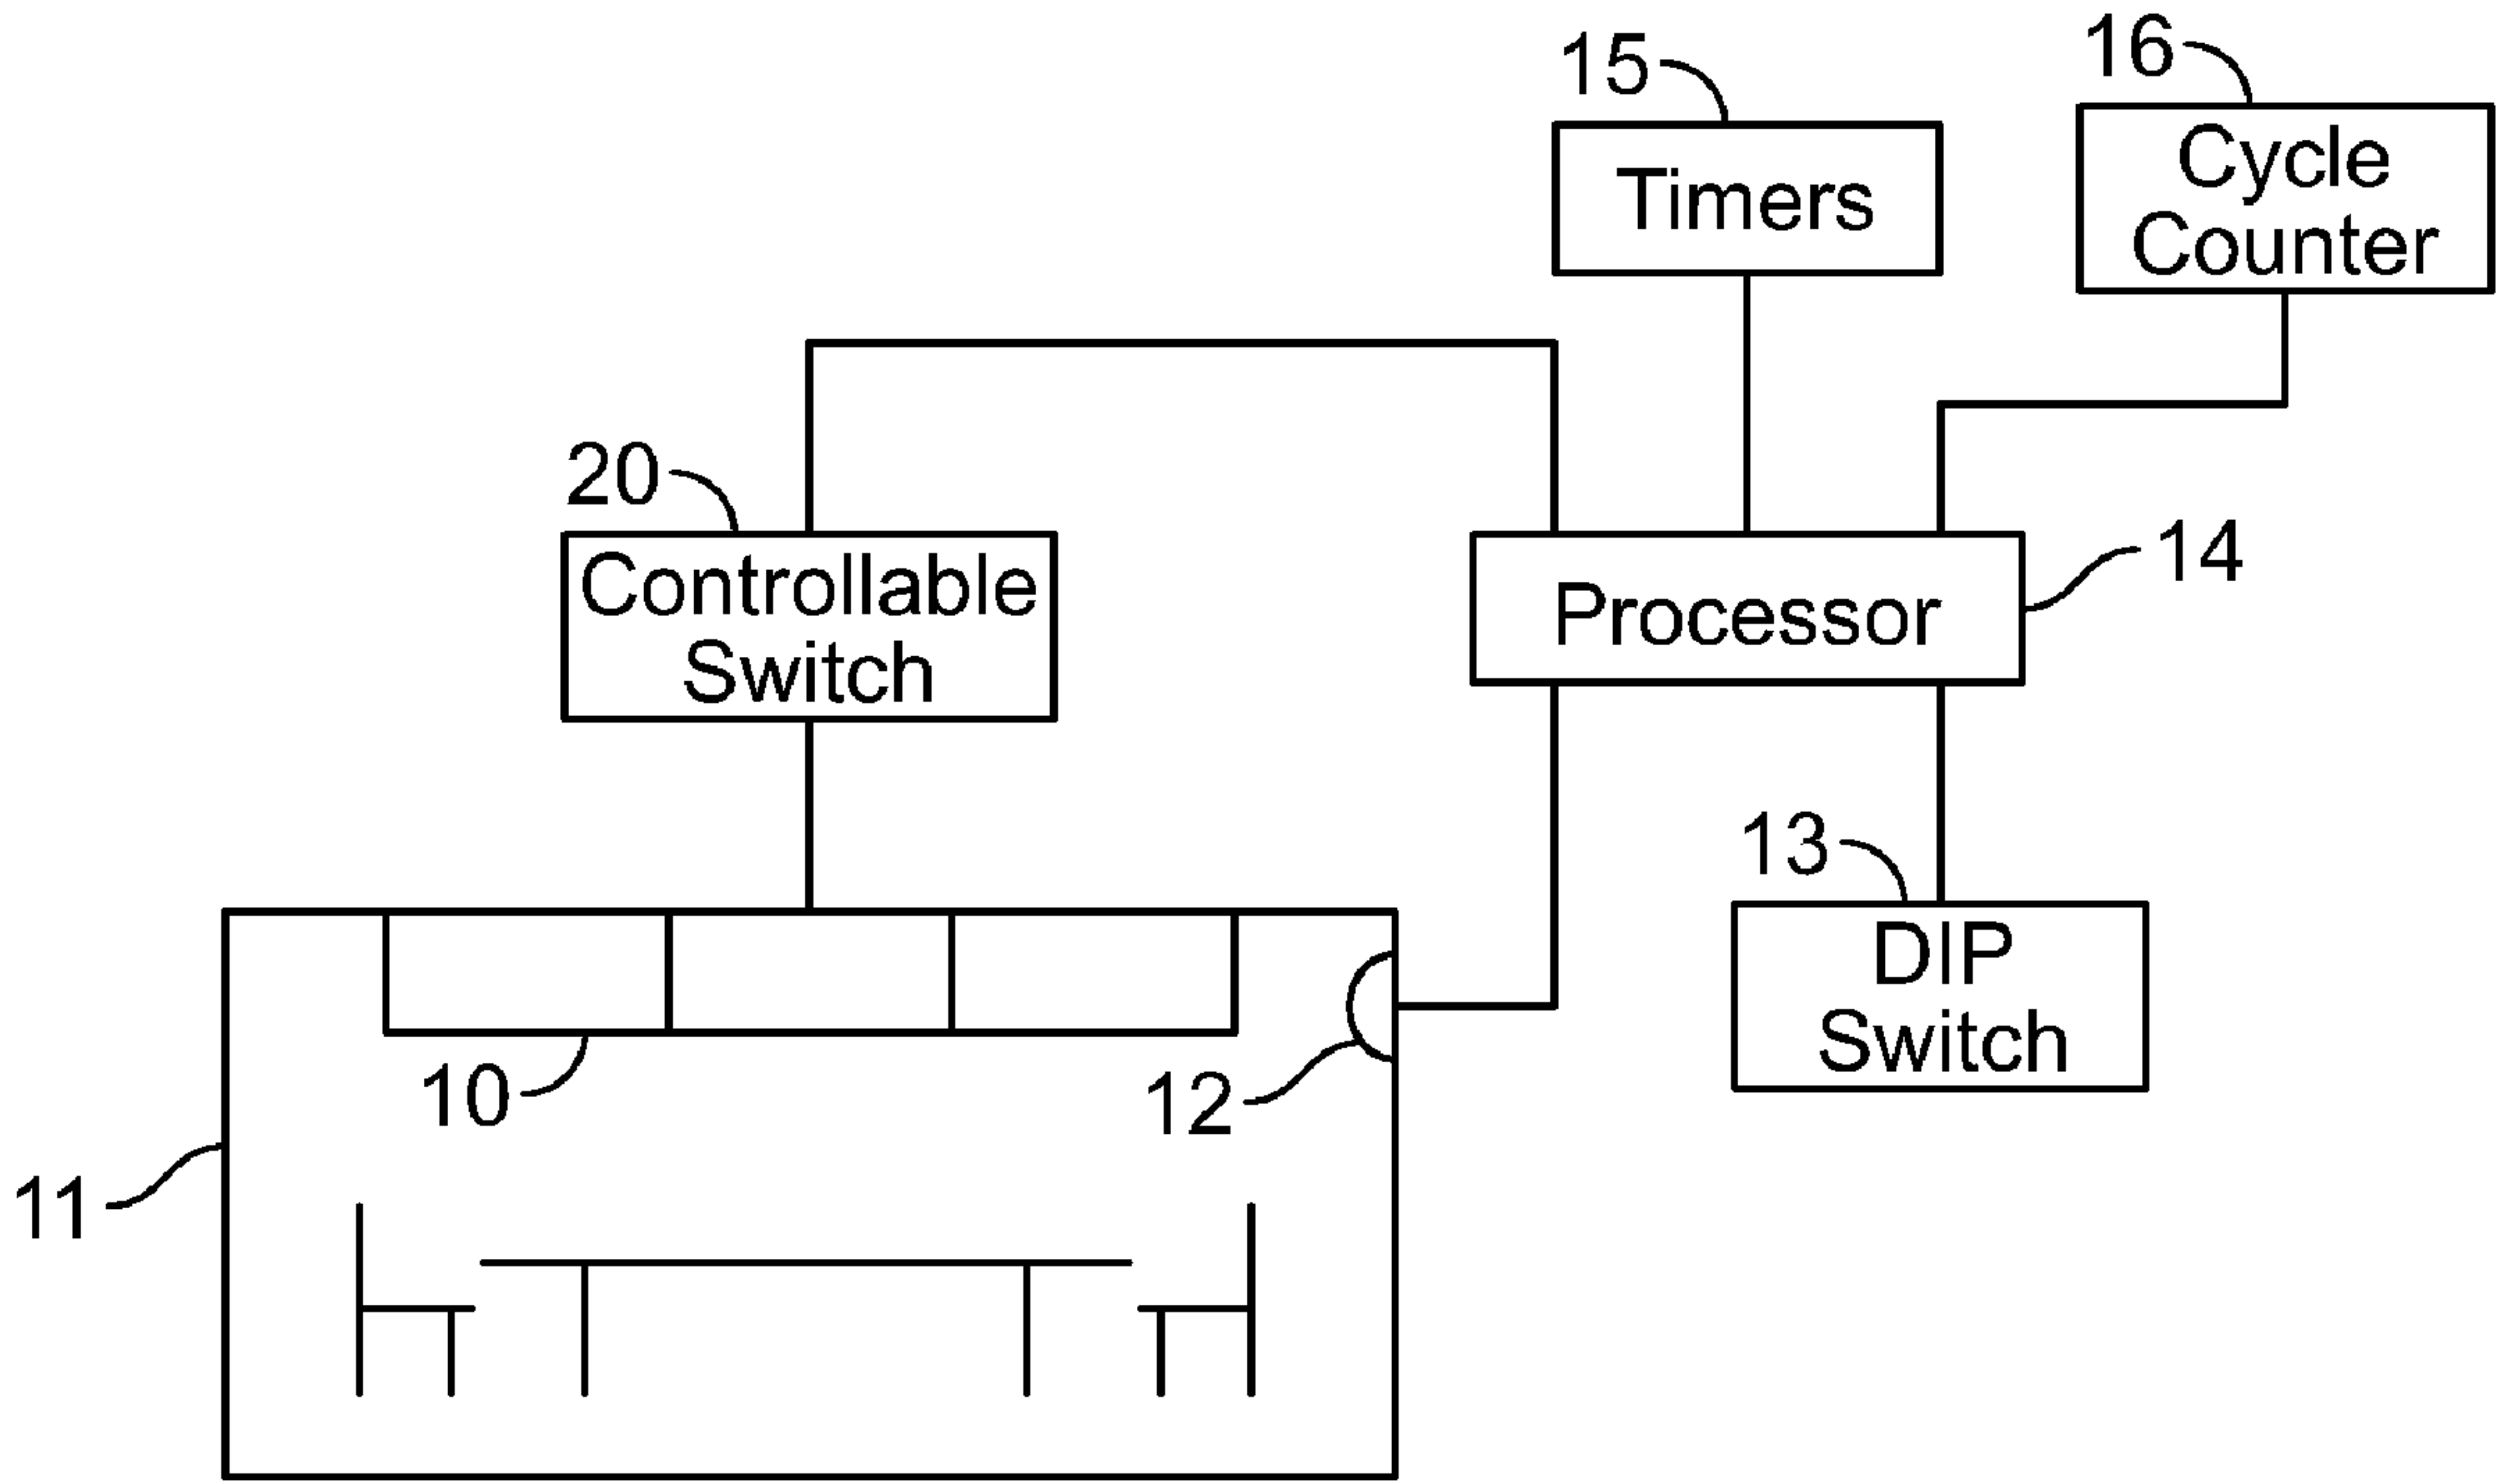 16
15
Cycle
Counter
Timers
20
14
Controllable
Switch
Processor
13
DIP
Switch
10
12
11